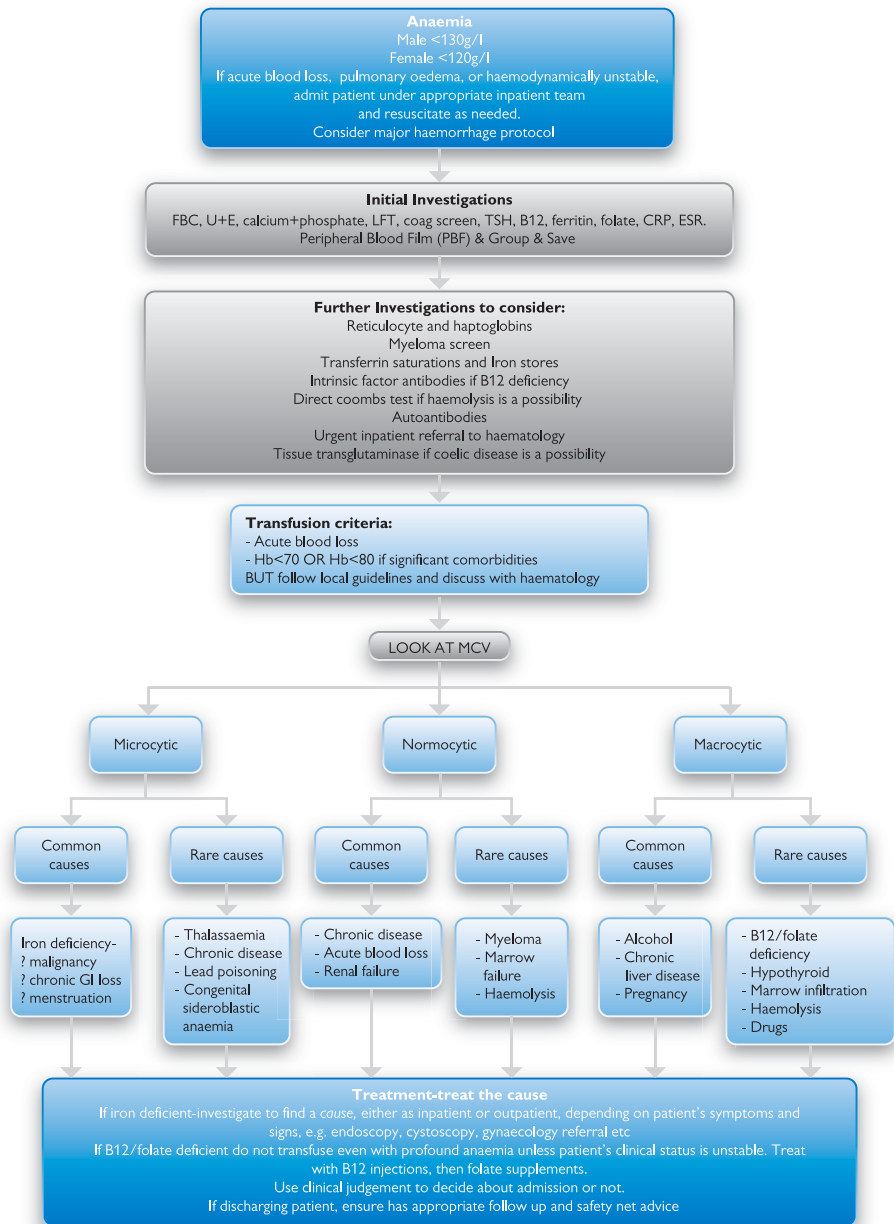 Anaemia
Male <130g/l
Female <120g/l
If acute blood loss, pulmonary oedema, or haemodynamically unstable,
admit patient under appropriate inpatient team
and resuscitate as needed.
Consider major haemorrhage protocol
Initial Investigations
FBC, U+E, calcium+phosphate, LFT, coag screen, TSH, B12, ferritin, folate, CRP, ESR.
Peripheral Blood Film (PBF) & Group & Save
Further Investigations to consider:
Reticulocyte and haptoglobins
Myeloma screen
Transferrin saturations and Iron stores
Intrinsic factor antibodies if B12 deficiency
Direct coombs test if haemolysis is a possibility
Autoantibodies
Urgent inpatient referral to haematology
Tissue transglutaminase if coelic disease is a possibility
Transfusion criteria:
- Acute blood loss
- Hb<70 OR Hb<80 if significant comorbidities
BUT follow local guidelines and discuss with haematology
LOOK AT MCV
Microcytic
Normocytic
Macrocytic
Common
causes
Rare causes
Common
causes
Rare causes
Common
causes
Rare causes
Iron deficiency-
? malignancy
? chronic GI loss
? menstruation
- Thalassaemia
- Chronic disease
- Lead poisoning
- Congenital
sideroblastic
anaemia
- Chronic disease
- Acute blood loss
- Renal failure
- Myeloma
- Marrow
failure
- Haemolysis
- Alcohol
- Chronic
liver disease
- Pregnancy
- B12/folate
deficiency
- Hypothyroid
- Marrow infiltration
- Haemolysis
- Drugs
Treatment-treat the cause
If iron deficient-investigate to find a cause, either as inpatient or outpatient, depending on patient's symptoms and
signs, e.g. endoscopy, cystoscopy, gynaecology referral etc
If B12/folate deficient do not transfuse even with profound anaemia unless patient's clinical status is unstable. Treat
with B12 injections, then folate supplements.
Use clinical judgement to decide about admission or not.
If discharging patient, ensure has appropriate follow up and safety net advice